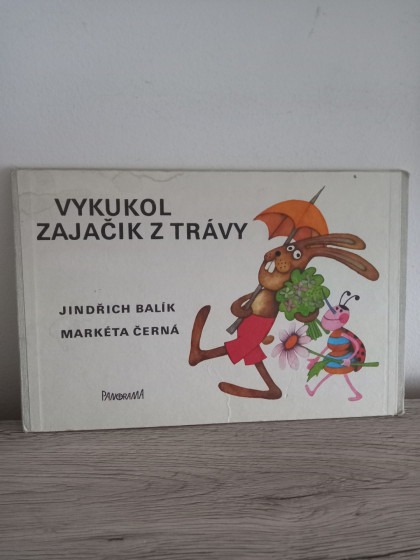 VYKUKOL
ZAJAČIK Z TRÁVY
JINDŘICH BALÍK
MARKÉTA ČERNÁ
PANORAMA